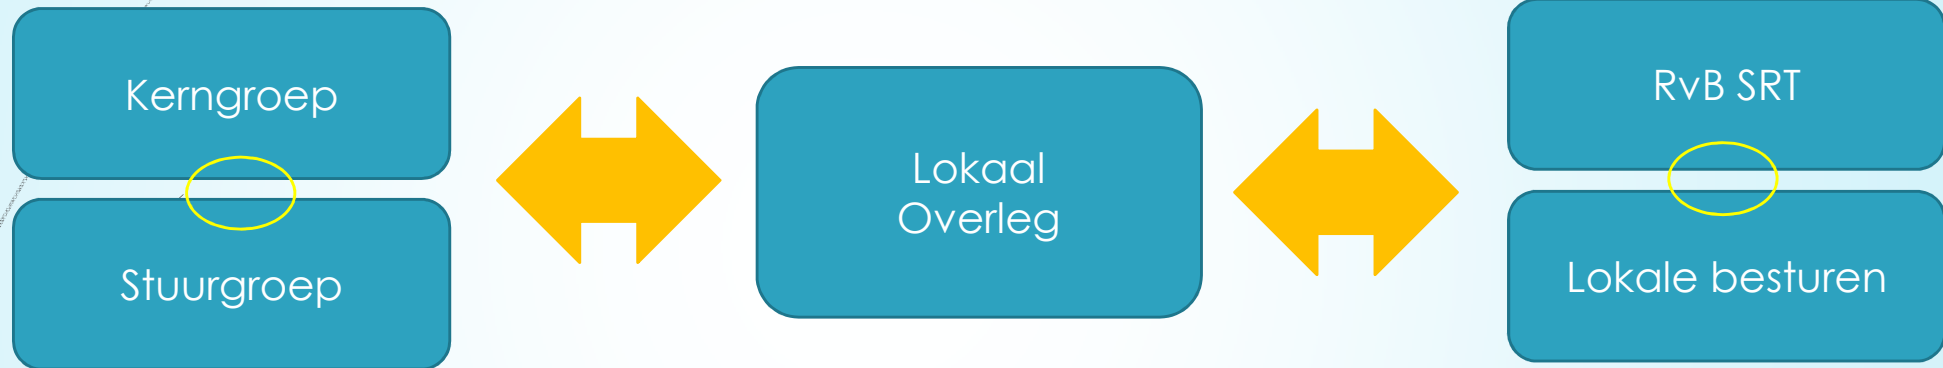 Kerngroep
Stuurgroep
Lokaal
Overleg
RvB SRT
Lokale besturen